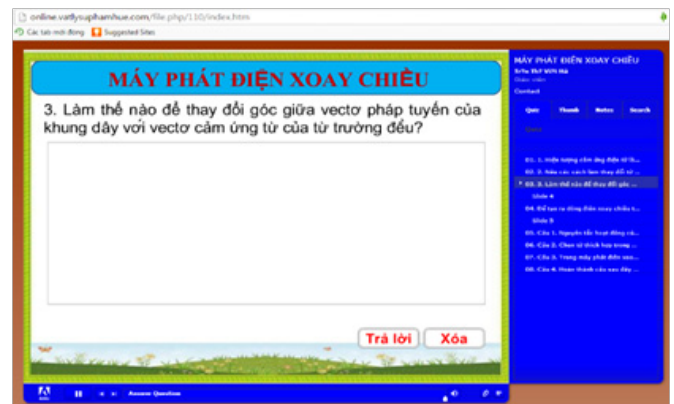 online.vatlysuphamhue.com/file.php/110/index.htm
Các tab mới đóng Suggested Sites
MÁY PHÁT ĐIỆN XOAY CHIỀU
3. Làm thế nào để thay đổi góc giữa vectơ pháp tuyến của
khung dây với vectơ cảm ứng từ của từ trường đều?
Trả lời Xóa
Answer Question
MÁY PHÁT ĐIỆN XOAY CHIỀU
Giáo viên
Contact
Quiz Thumb Notes Search
01. 1. Hiện tượng cảm ứng điện từ là...
02. 2. Nêu các cách làm thay đổi từ ...
03. 3. Làm thế nào để thay đổi góc ...
Slide 4
04. Để tạo ra dòng điện xoay chiều t...
Slide 5
05. Câu 1. Nguyên tắc hoạt động củ...
06. Câu 2. Chọn từ thích hợp trong ...
07. Câu 3. Trong máy phát điện xoa...
08. Câu 4. Hoàn thành câu sau đây ...